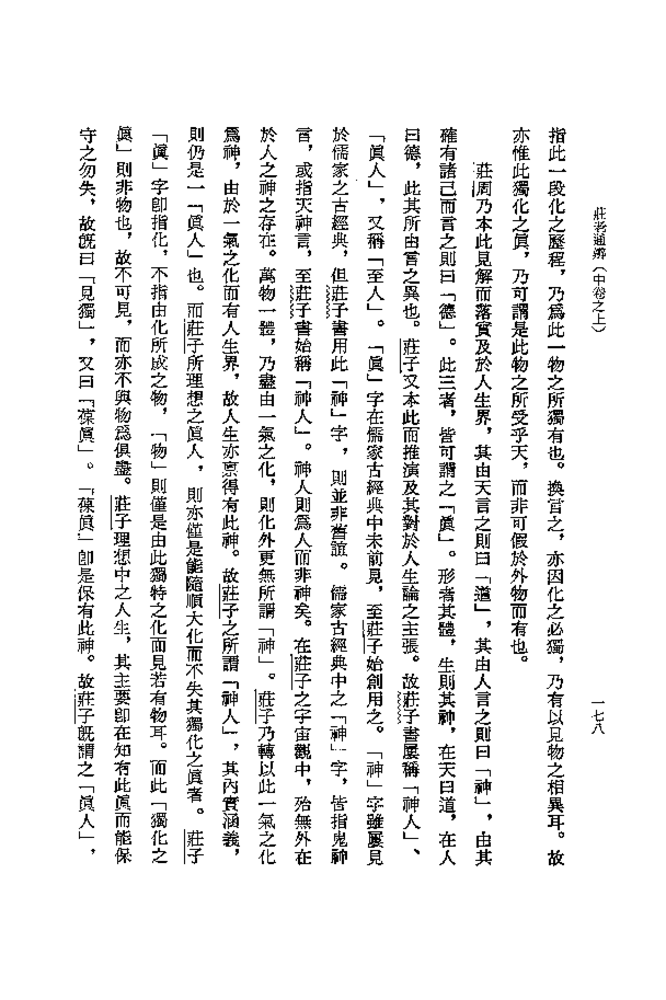 莊老通辨（中卷之上）
一七八
指此一段化之歷程，乃爲此一物之所獨有也。換言之，亦因化之必獨，乃有以見物之相異耳。故
亦惟此獨化之眞，乃可謂是此物之所受乎天，而非可假於外物而有也。
莊周乃本此見解而落實及於人生界，其由天言之則曰「道」，其由人言之則曰「神」，由其
確有諸己而言之則曰「德」。此三者，皆可謂之「眞」。形者其體，生則其神，在天曰道，在人
曰德，此其所由言之異也。莊子又本此而推演及其對於人生論之主張。故莊子書屢稱「神人」、
「眞人」，又稱「至人」。「眞」字在儒家古經典中未前見，至莊子始創用之。「神」字雖屢見
於儒家之古經典，但莊子書用此「神」字，則並非舊誼。儒家古經典中之「神」字，皆指鬼神
言，或指天神言，至莊子書始稱「神人」。神人則爲人而非神矣。在莊子之宇宙觀中，殆無外在
於人之神之存在。萬物一體，乃盡由一氣之化，則化外更無所謂「神」。莊子乃轉以此一氣之化
爲神，由於一氣之化而有人生界，故人生亦禀得有此神。故莊子之所謂「神人」，其內實涵義，
則仍是一「眞人」也。而莊子所理想之眞人，則亦僅是能隨順大化而不失其獨化之眞者。莊子
「眞」字卽指化，不指由化所成之物，「物」則僅是由此獨特之化而見若有物耳。而此「獨化之
眞」則非物也，故不可見，而亦不與物爲俱盡。莊子理想中之人生，其主要卽在知有此眞而能保
守之勿失，故旣曰「見獨」，又曰「葆眞」。「葆眞」卽是保有此神。故莊子旣謂之「眞人」，